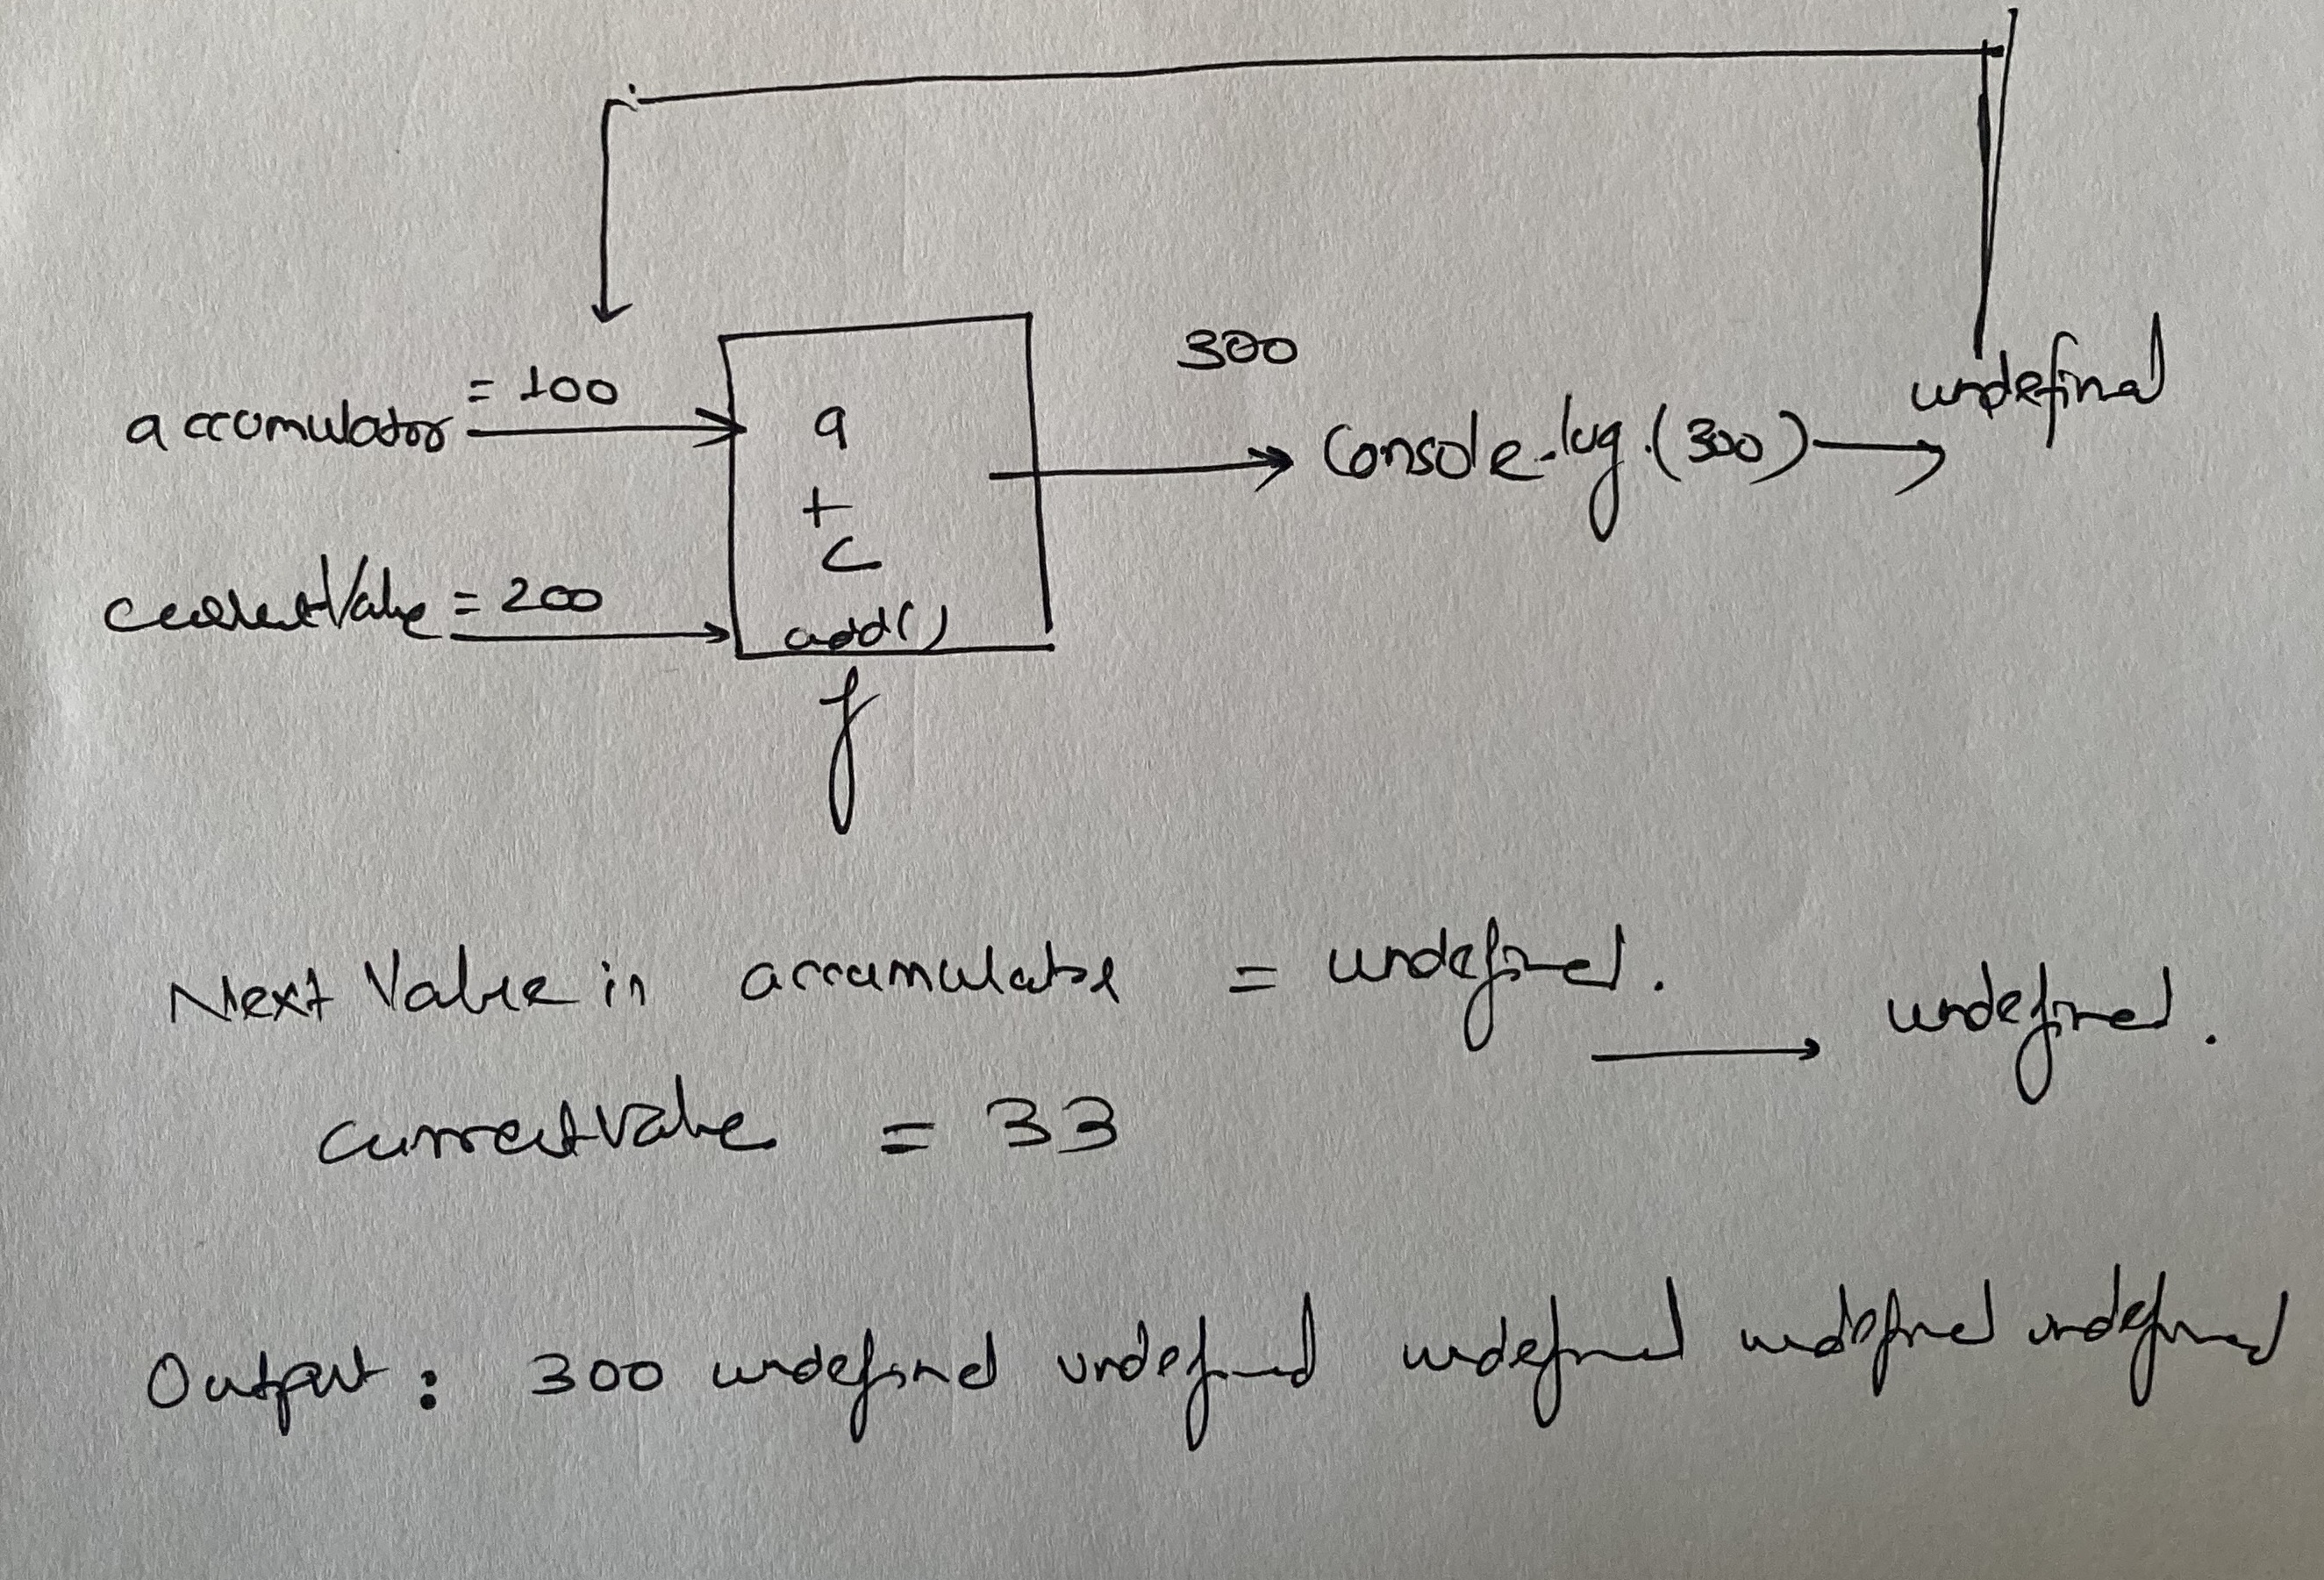 300
undefined
= 100
accumulator
a
+
c
console.log.(300)
currentValue = 200
add()
f
Next Value in accumulator = undefined.
undefined.
currentvalue = 33
Output: 300 undefined undefined undefined undefined undefined